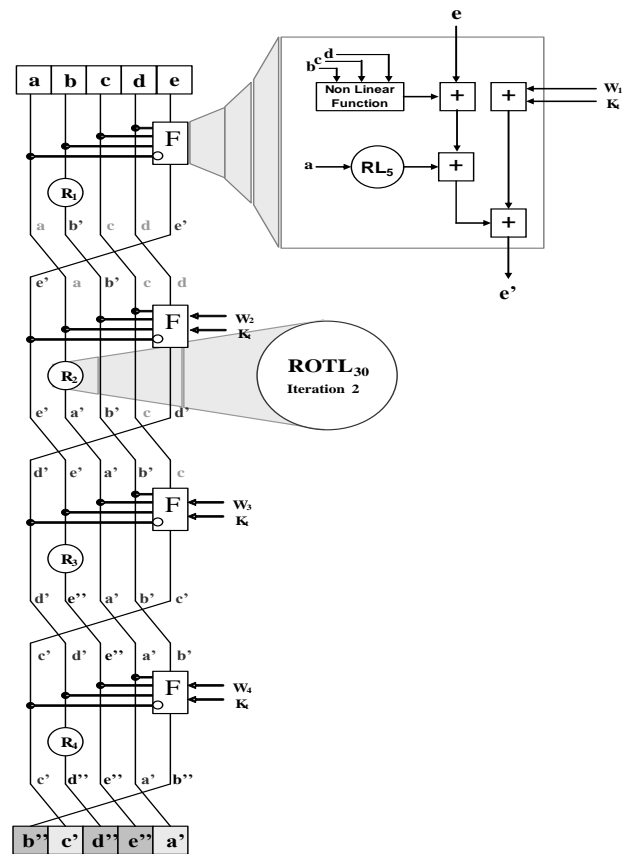 e
a b c d e
d
c
b
Non Linear
Function
+ +
W₁
Kₜ
F
a
RL₅
+
R₁
+
a b’ c d e’
e’
e’ a b’ c d
F
W₂
Kₜ
ROTL₃₀
Iteration 2
R₂
e’ a’ b’ c d’
d’ e’ a’ b’ c
F
W₃
Kₜ
R₃
d’ e’’ a’ b’ c’
c’ d’ e’’ a’ b’
F
W₄
Kₜ
R₄
c’ d’’ e’’ a’ b’’
b’’ c’ d’’ e’’ a’